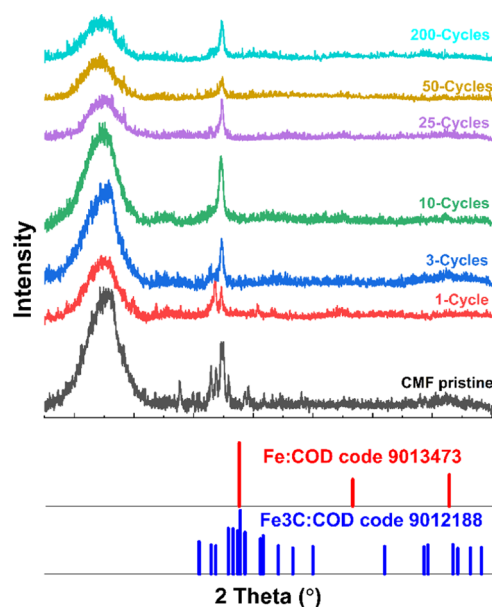 200-Cycles
50-Cycles
25-Cycles
10-Cycles
3-Cycles
1-Cycle
CMF pristine
Intensity
Fe:COD code 9013473
Fe3C:COD code 9012188
2 Theta (°)